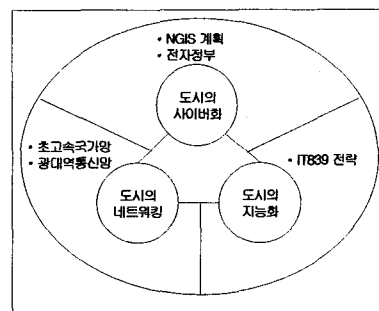 • NGIS 계획
• 전자정부
도시의
사이버화
• 초고속국가망
• 광대역통신망
• IT839 전략
도시의
네트워킹
도시의
지능화